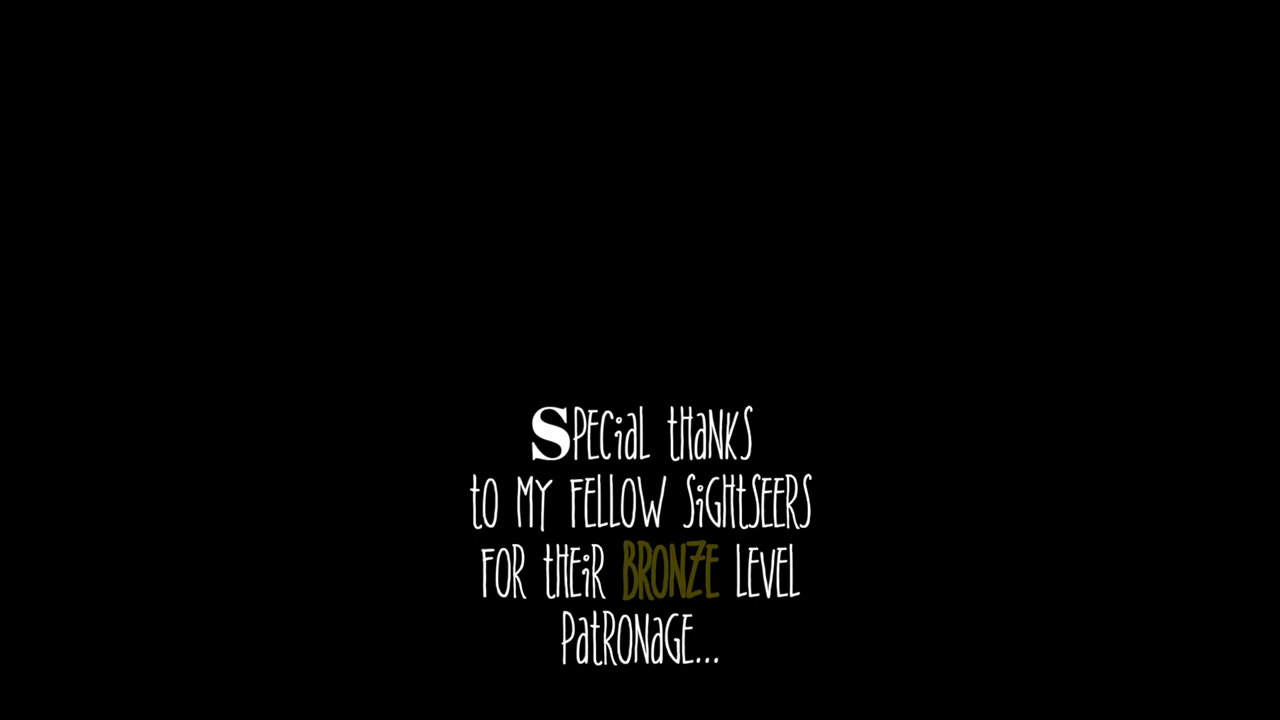 Special thanks
to my fellow sightseers
for their BRONZE level
patronage...